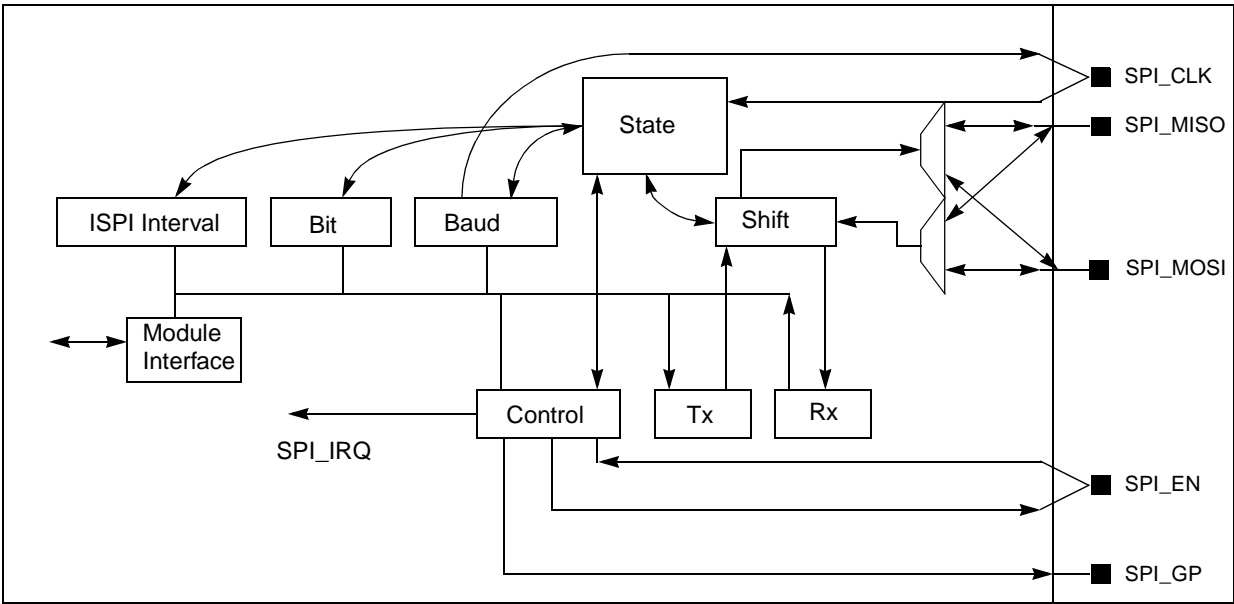 SPI_CLK
State
SPI_MISO
ISPI Interval
Bit
Baud
Shift
SPI_MOSI
Module
Interface
Control
Tx
Rx
SPI_IRQ
SPI_EN
SPI_GP